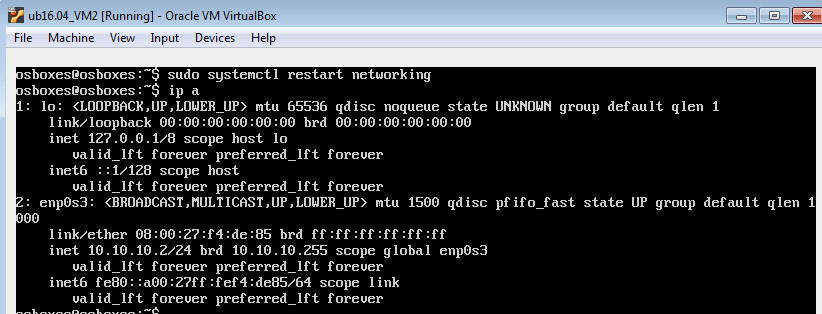 ub16.04_VM2 [Running] - Oracle VM VirtualBox
File Machine View Input Devices Help
osboxes@osboxes:~$ sudo systemctl restart networking
osboxes@osboxes:~$ ip a
1: lo: <LOOPBACK,UP,LOWER_UP> mtu 65536 qdisc noqueue state UNKNOWN group default qlen 1
    link/loopback 00:00:00:00:00:00 brd 00:00:00:00:00:00
    inet 127.0.0.1/8 scope host lo
       valid_lft forever preferred_lft forever
    inet6 ::1/128 scope host
       valid_lft forever preferred_lft forever
2: enp0s3: <BROADCAST,MULTICAST,UP,LOWER_UP> mtu 1500 qdisc pfifo_fast state UP group default qlen 1
000
    link/ether 08:00:27:f4:de:85 brd ff:ff:ff:ff:ff:ff
    inet 10.10.10.2/24 brd 10.10.10.255 scope global enp0s3
       valid_lft forever preferred_lft forever
    inet6 fe80::a00:27ff:fef4:de85/64 scope link
       valid_lft forever preferred_lft forever
osboxes@osboxes:~$